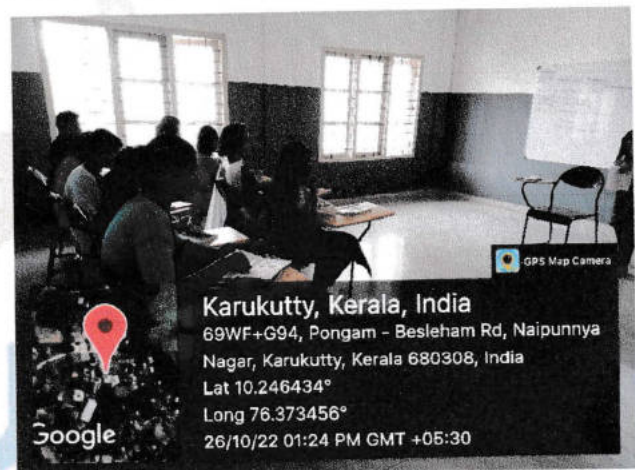 GPS Map Camera
Karukutty, Kerala, India
69WF+G94, Pongam - Besleham Rd, Naipunnya
Nagar, Karukutty, Kerala 680308, India
Lat 10.246434°
Long 76.373456°
26/10/22 01:24 PM GMT +05:30
Google